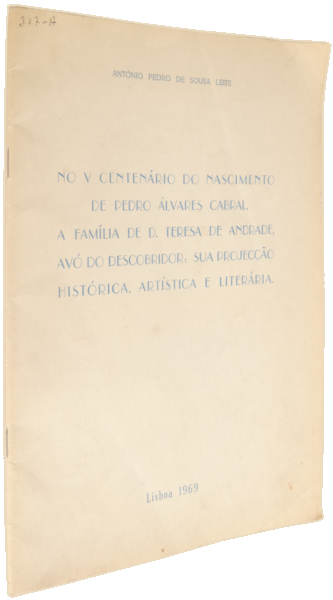 207-A
ANTÓNIO PEDRO DE SOUSA LEITE
NO V CENTENÁRIO DO NASCIMENTO
DE PEDRO ÁLVARES CABRAL.
A FAMÍLIA DE D. TERESA DE ANDRADE,
AVÓ DO DESCOBRIDOR: SUA PROJECÇÃO
HISTÓRICA, ARTÍSTICA E LITERÁRIA.
Lisboa 1969